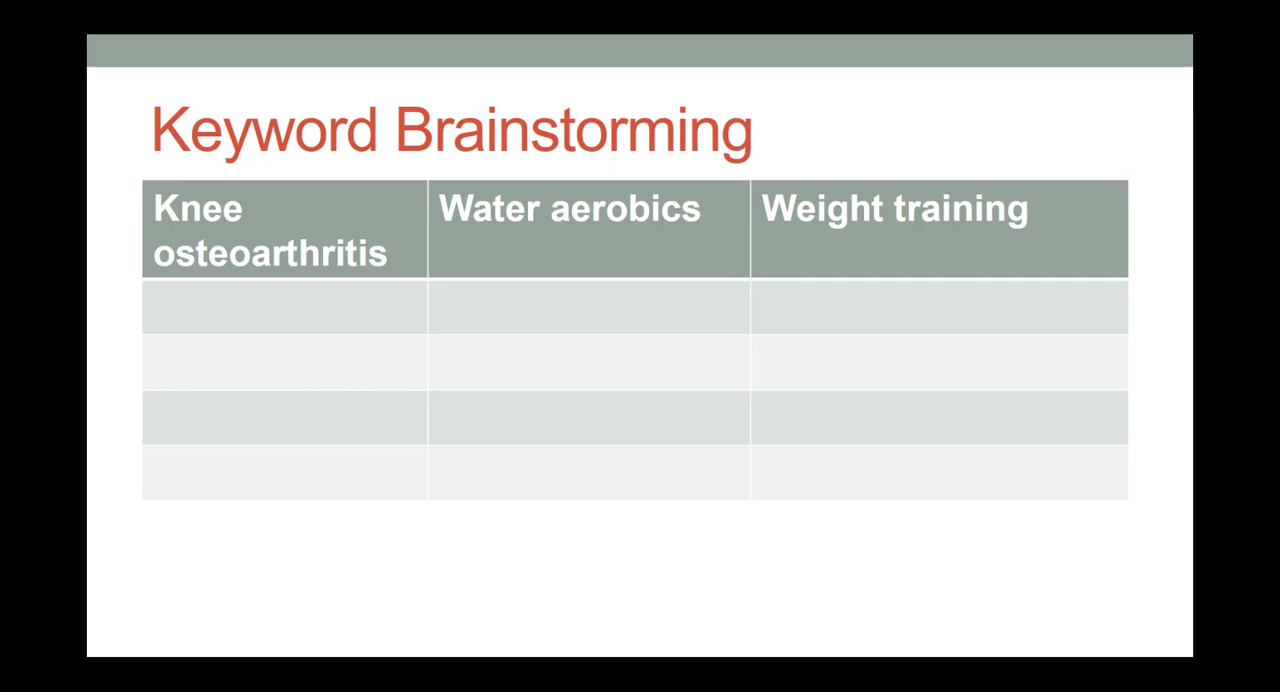 Keyword Brainstorming
Knee
osteoarthritis
Water aerobics
Weight training